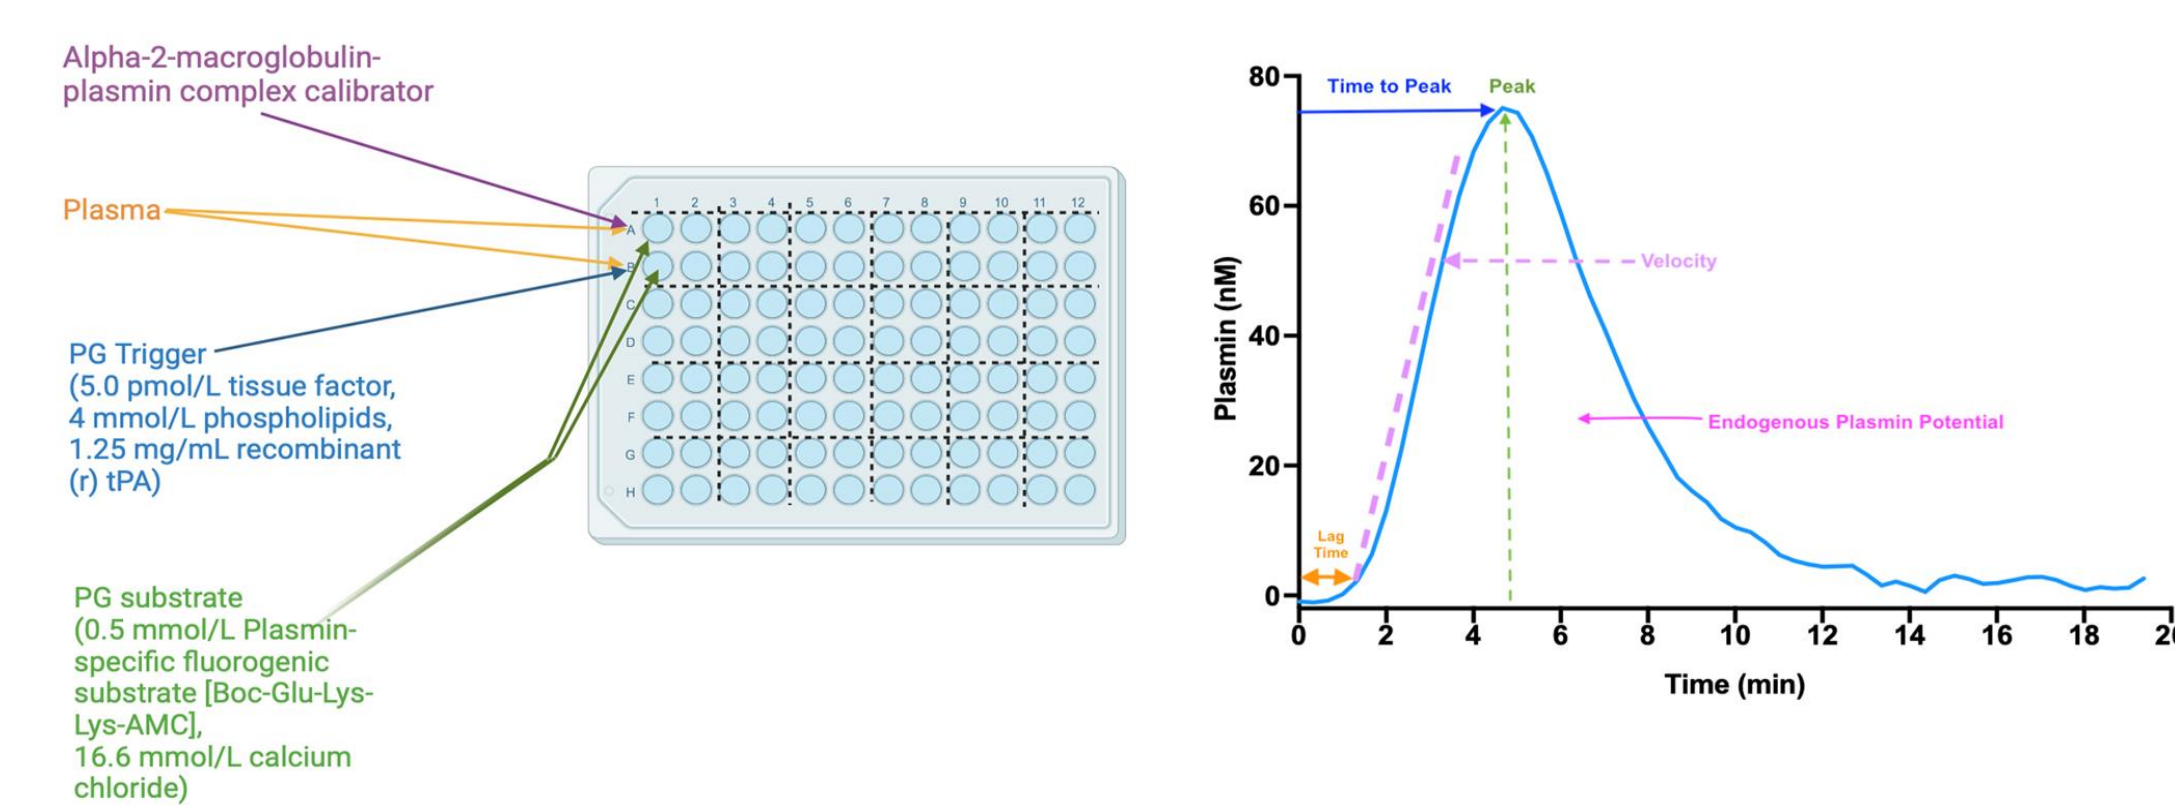 Alpha-2-macroglobulin-
plasmin complex calibrator
Plasma
PG Trigger
(5.0 pmol/L tissue factor,
4 mmol/L phospholipids,
1.25 mg/mL recombinant
(r) tPA)
PG substrate
(0.5 mmol/L Plasmin-
specific fluorogenic
substrate [Boc-Glu-Lys-
Lys-AMC],
16.6 mmol/L calcium
chloride)
1 2 3 4 5 6 7 8 9 10 11 12
A
B
C
D
E
F
G
H
Plasmin (nM)
80
60
40
20
0
Time to Peak
Peak
Velocity
Endogenous Plasmin Potential
Lag
Time
0 2 4 6 8 10 12 14 16 18
Time (min)